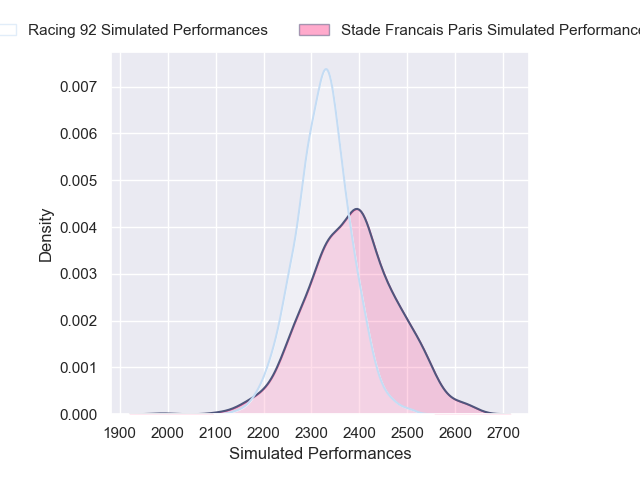 Racing 92 Simulated Performances
Stade Francais Paris Simulated Performanc
0.007
0.006
0.005
0.004
0.003
0.002
0.001
0.000
Density
1900 2000 2100 2200 2300 2400 2500 2600 2700
Simulated Performances